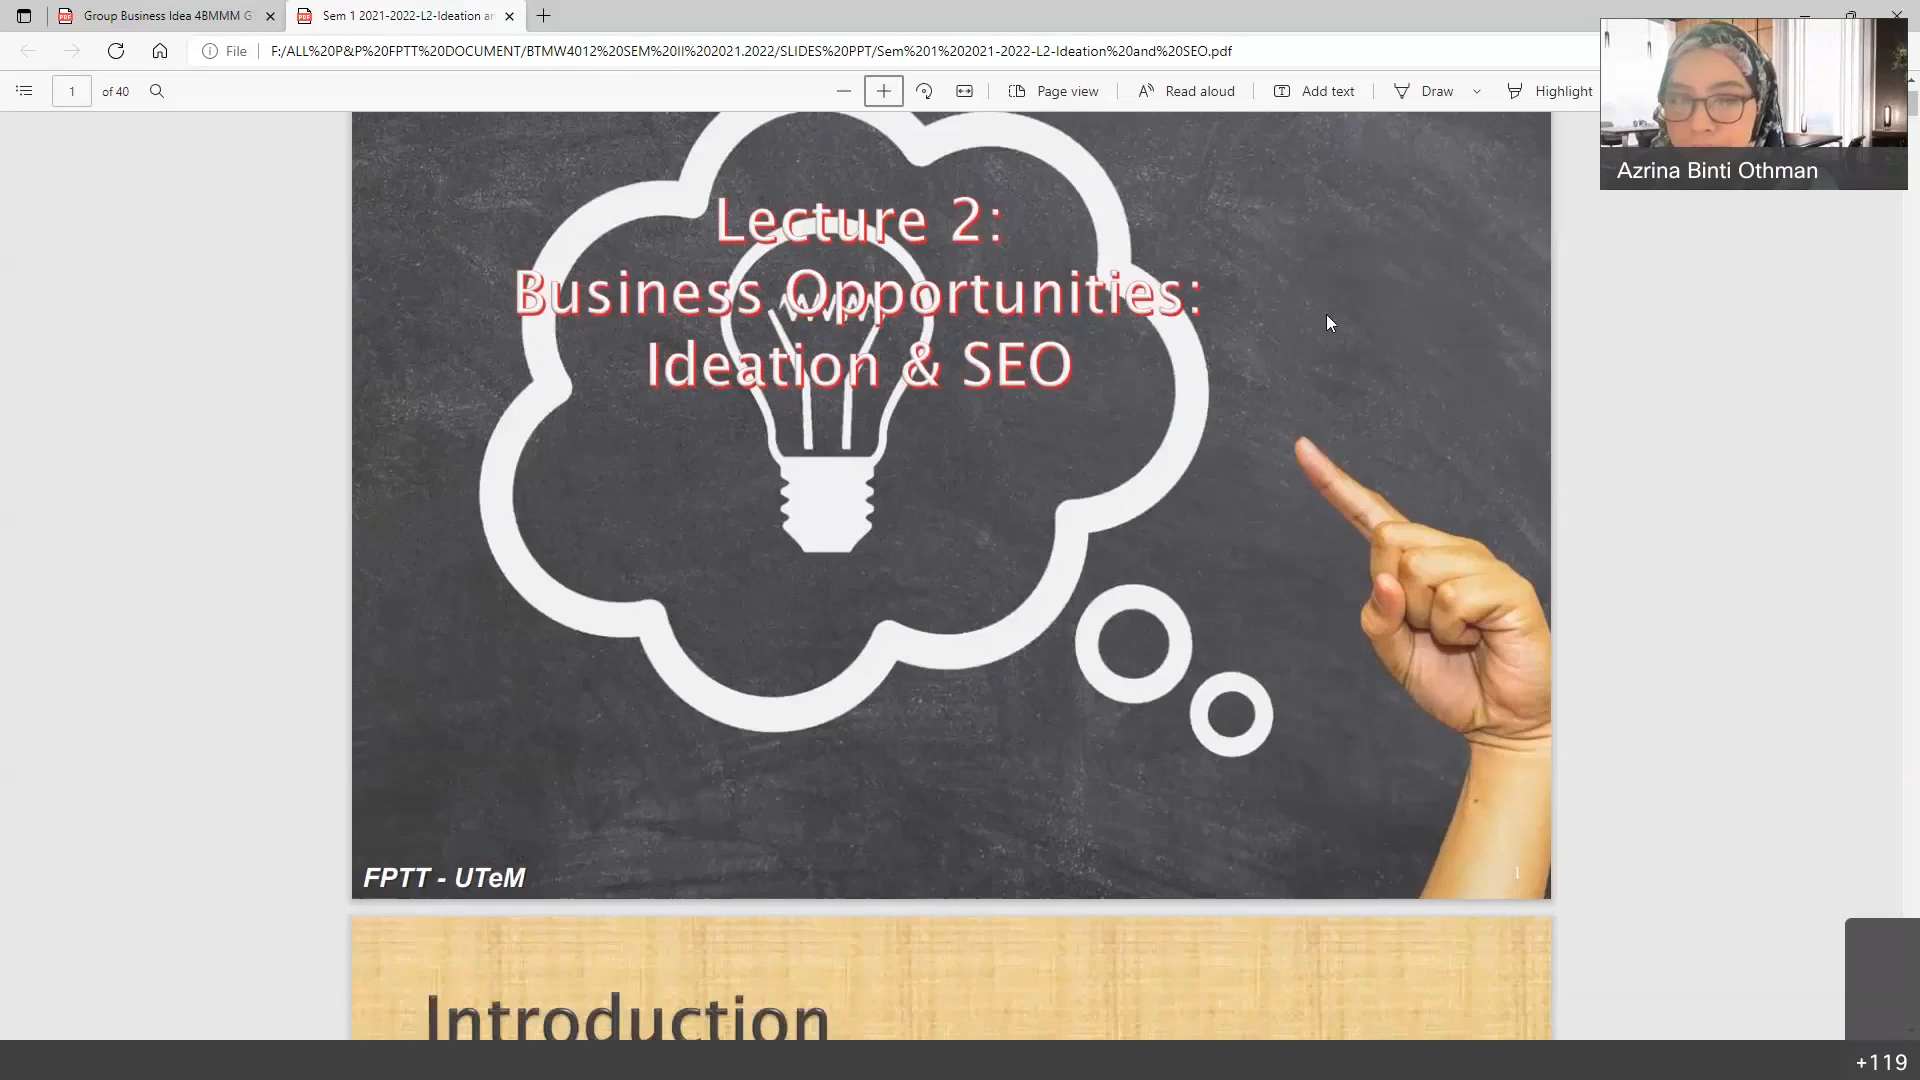 Group Business Idea 4BMMM G
Sem 1 2021-2022-L2-Ideation an
File
F:/ALL%20P&P%20FPTT%20DOCUMENT/BTMW4012%20SEM%20II%202021.2022/SLIDES%20PPT/Sem%201%202021-2022-L2-Ideation%20and%20SEO.pdf
1 of 40
Page view
Read aloud
Add text
Draw
Highlight
Azrina Binti Othman
Lecture 2:
Business Opportunities:
Ideation & SEO
FPTT - UTeM
1
Introduction
+119